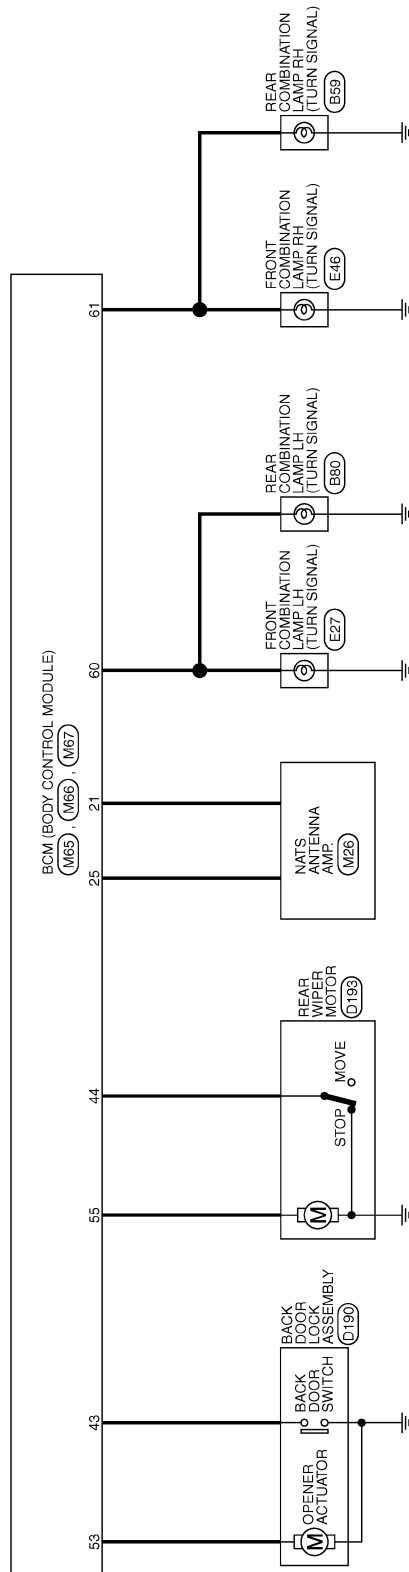 BCM (BODY CONTROL MODULE)
M65 , M66 , M67
53
43
55
44
25
21
60
61
OPENER
ACTUATOR
M
BACK
DOOR
SWITCH
BACK
DOOR
LOCK
ASSEMBLY
D190
M
STOP
MOVE
REAR
WIPER
MOTOR
D193
NATS
ANTENNA
AMP.
M26
FRONT
COMBINATION
LAMP LH
(TURN SIGNAL)
E27
REAR
COMBINATION
LAMP LH
(TURN SIGNAL)
B80
FRONT
COMBINATION
LAMP RH
(TURN SIGNAL)
E46
REAR
COMBINATION
LAMP RH
(TURN SIGNAL)
B59